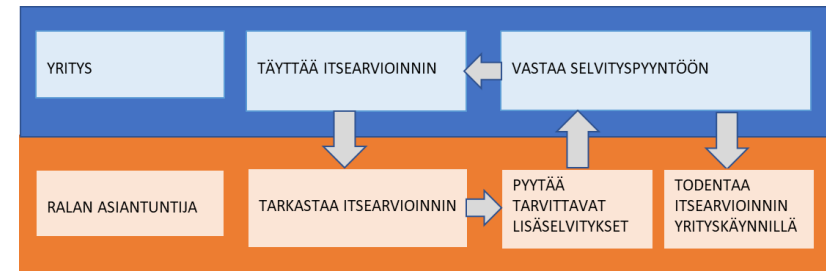 YRITYS
TÄYTTÄÄ ITSEARVIOINNIN
VASTAA SELVITYSPYYNTÖÖN
RALAN ASIANTUNTIJA
TARKASTAA ITSEARVIOINNIN
PYYTÄÄ
TARVITTAVAT
LISÄSELVITYKSET
TODENTAA
ITSEARVIOINNIN
YRITYSKÄYNNILLÄ